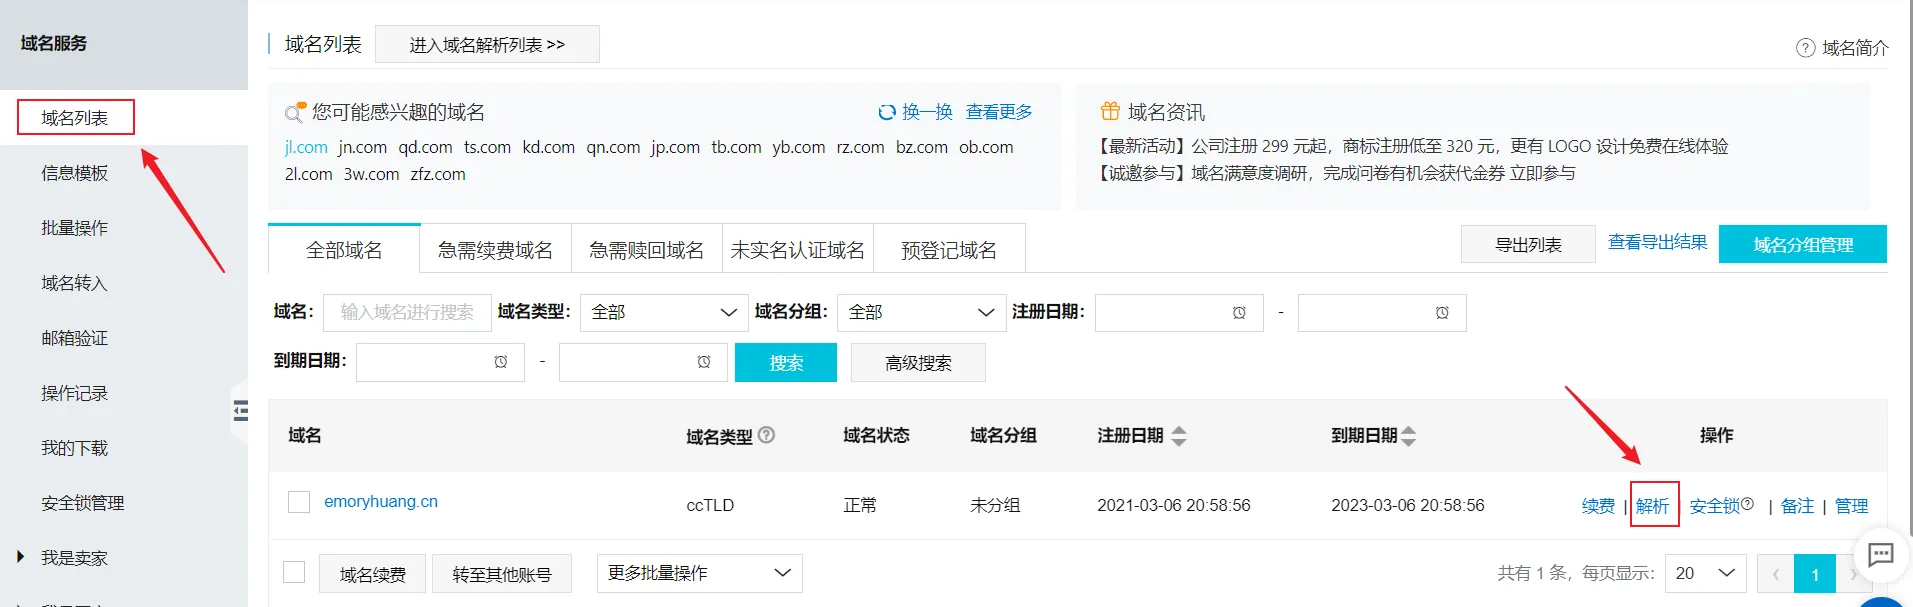 域名服务
域名列表
信息模板
批量操作
域名转入
邮箱验证
操作记录
我的下载
安全锁管理
我是卖家
域名列表
进入域名解析列表 >>
域名简介
您可能感兴趣的域名
换一换 查看更多
jl.com jn.com qd.com ts.com kd.com qn.com jp.com tb.com yb.com rz.com bz.com ob.com
2l.com 3w.com zfz.com
域名资讯
【最新活动】公司注册 299 元起，商标注册低至 320 元，更有 LOGO 设计免费在线体验
【诚邀参与】域名满意度调研，完成问卷有机会获代金券 立即参与
全部域名 急需续费域名 急需赎回域名 未实名认证域名 预登记域名
导出列表 查看导出结果 域名分组管理
域名: 输入域名进行搜索 域名类型: 全部 域名分组: 全部 注册日期: -
到期日期: - 搜索 高级搜索
域名 域名类型 域名状态 域名分组 注册日期 到期日期 操作
emoryhuang.cn ccTLD 正常 未分组 2021-03-06 20:58:56 2023-03-06 20:58:56 续费 | 解析 安全锁 | 备注 | 管理
域名续费 转至其他账号 更多批量操作 共有 1 条，每页显示: 20 1